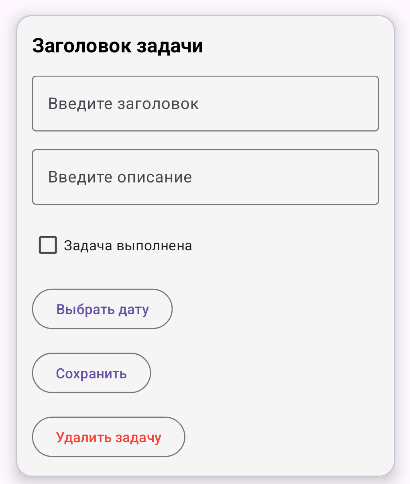 Заголовок задачи
Введите заголовок
Введите описание
Задача выполнена
Выбрать дату
Сохранить
Удалить задачу